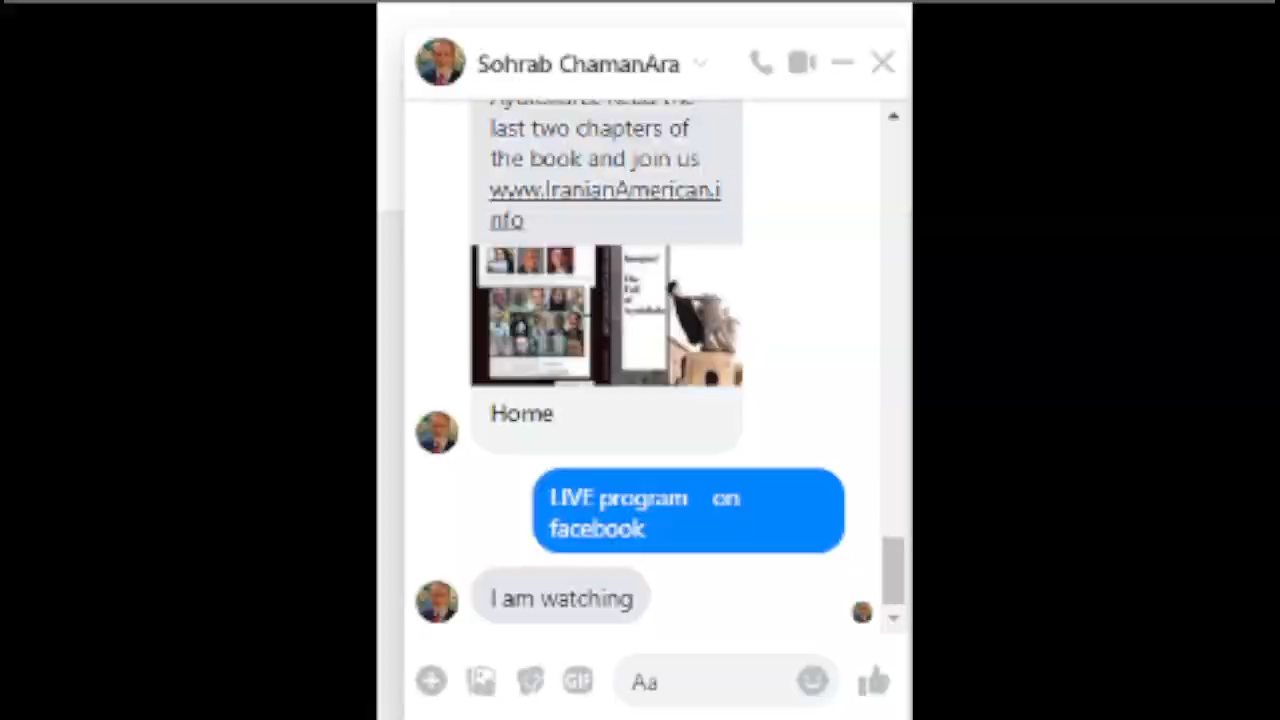 Sohrab ChamanAra
last two chapters of
the book and join us
www.IranianAmerican.i
nfo
Home
LIVE program on
facebook
I am watching
GIF
Aa